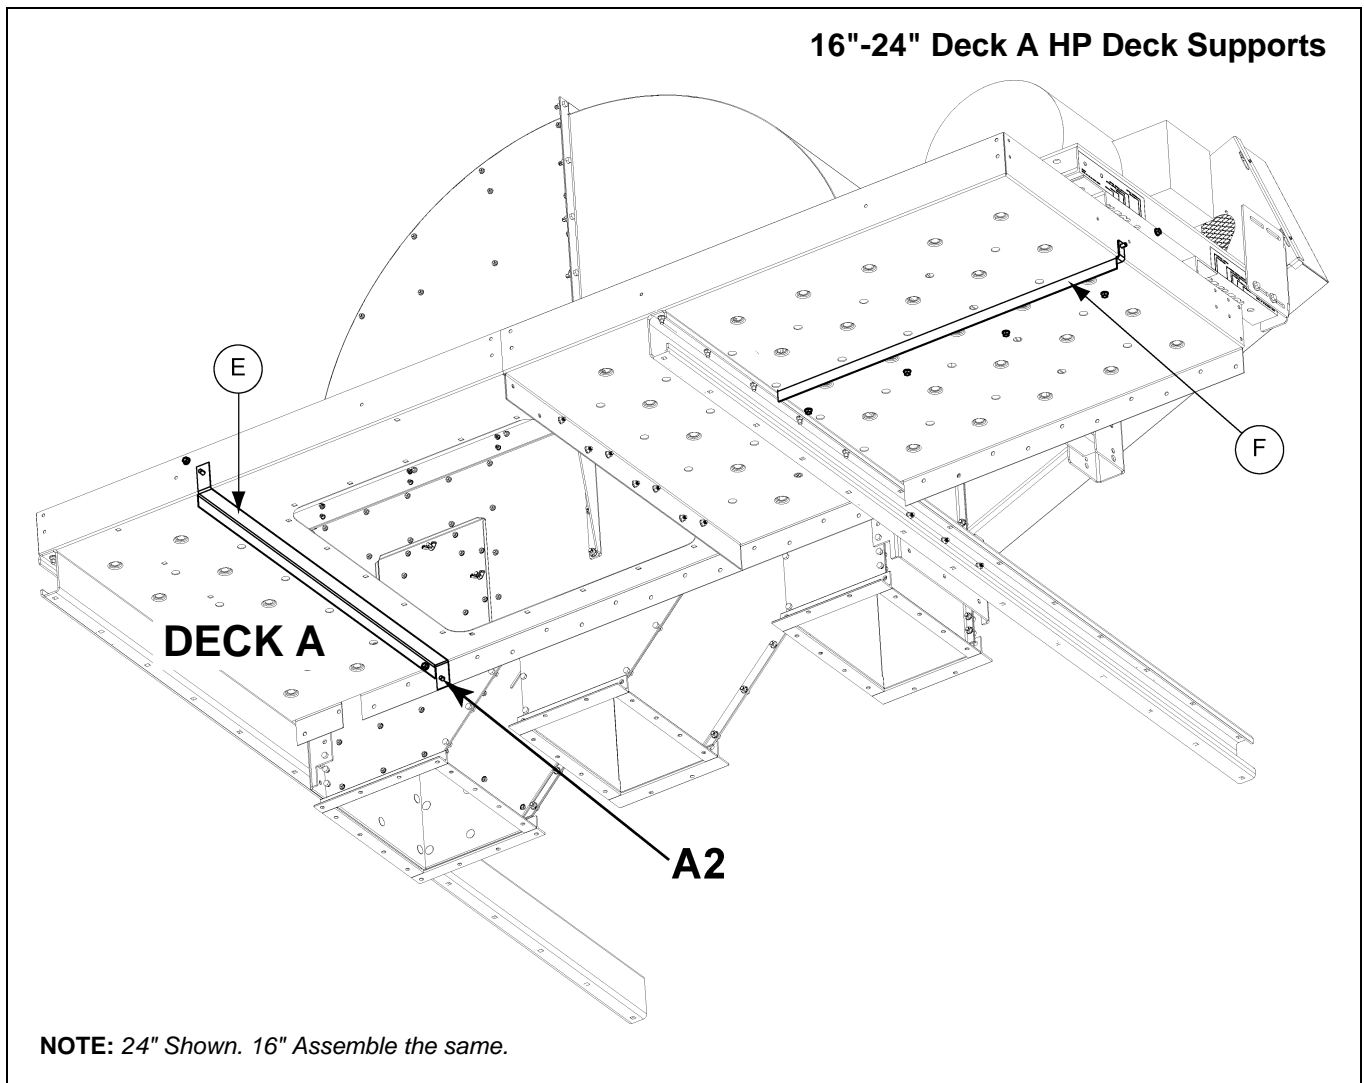 16"-24" Deck A HP Deck Supports
E
F
DECK A
A2
NOTE: 24" Shown. 16" Assemble the same.